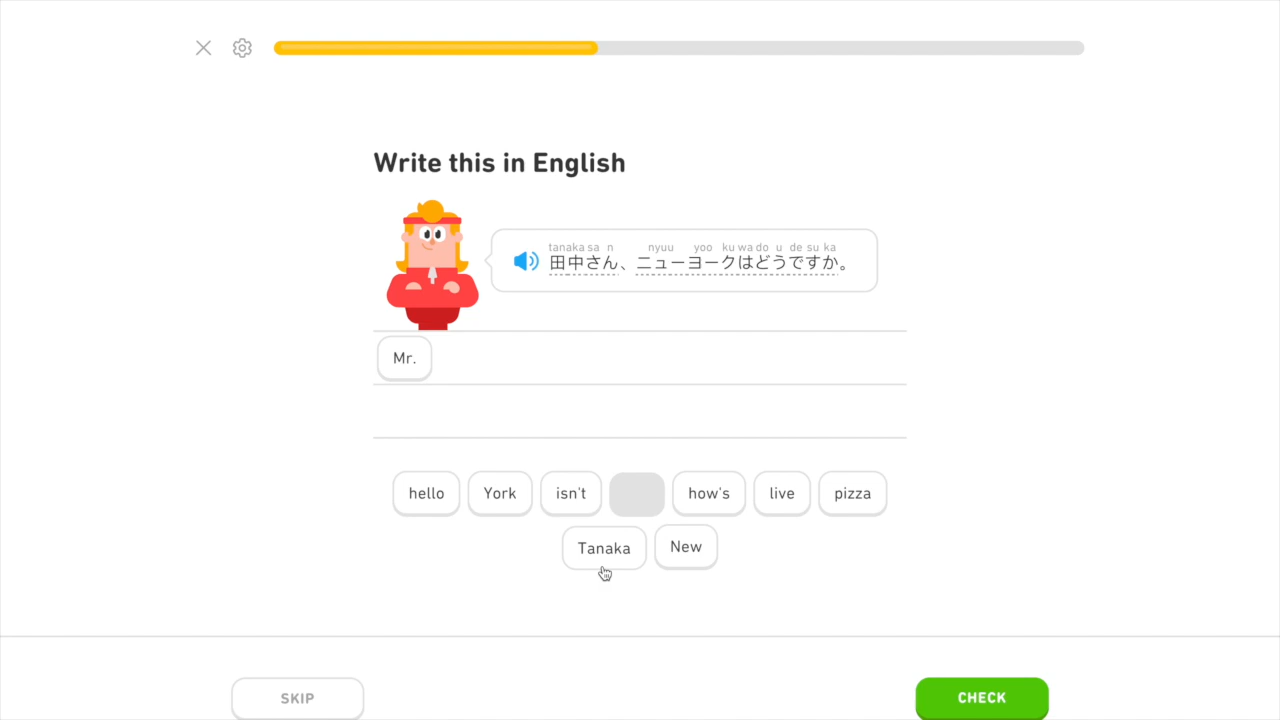 Write this in English
tanaka sa n nyuu yoo ku wa do u de su ka
田中さん、ニューヨークはどうですか。
Mr.
hello York isn't how's live pizza
Tanaka New
SKIP CHECK